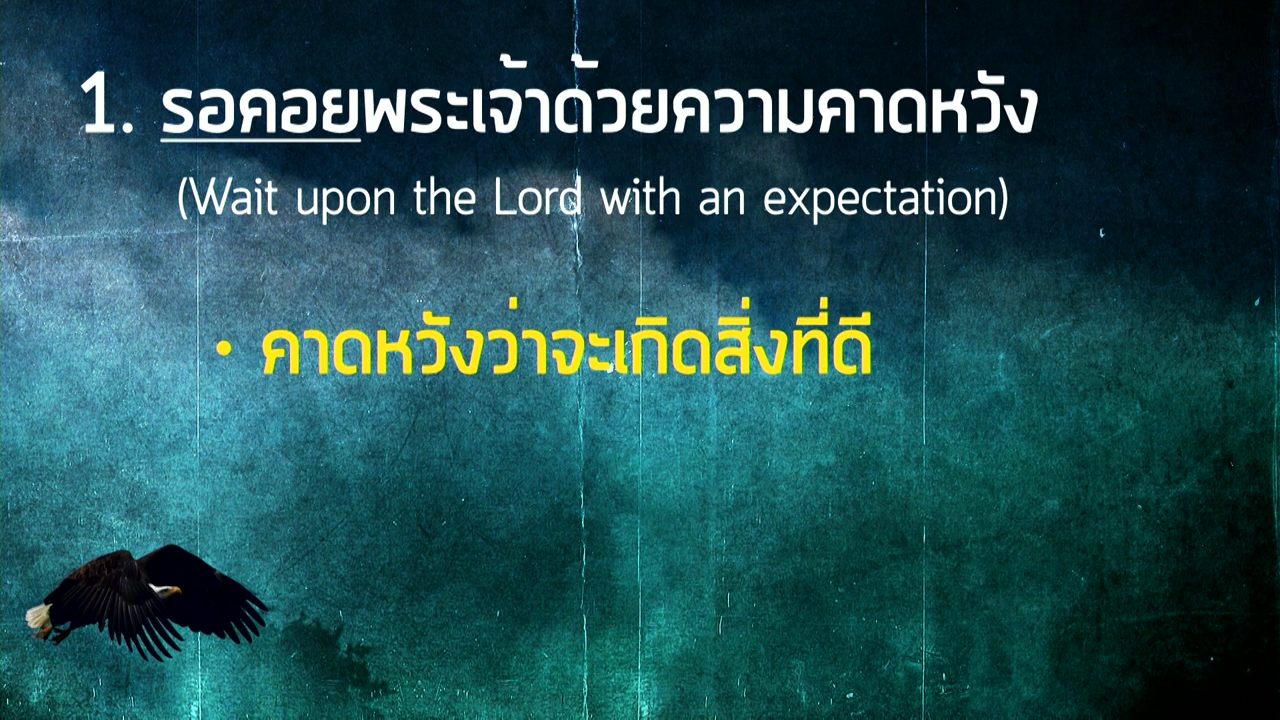 1. รอคอยพระเจ้าด้วยความคาดหวัง
(Wait upon the Lord with an expectation)
• คาดหวังว่าจะเกิดสิ่งที่ดี